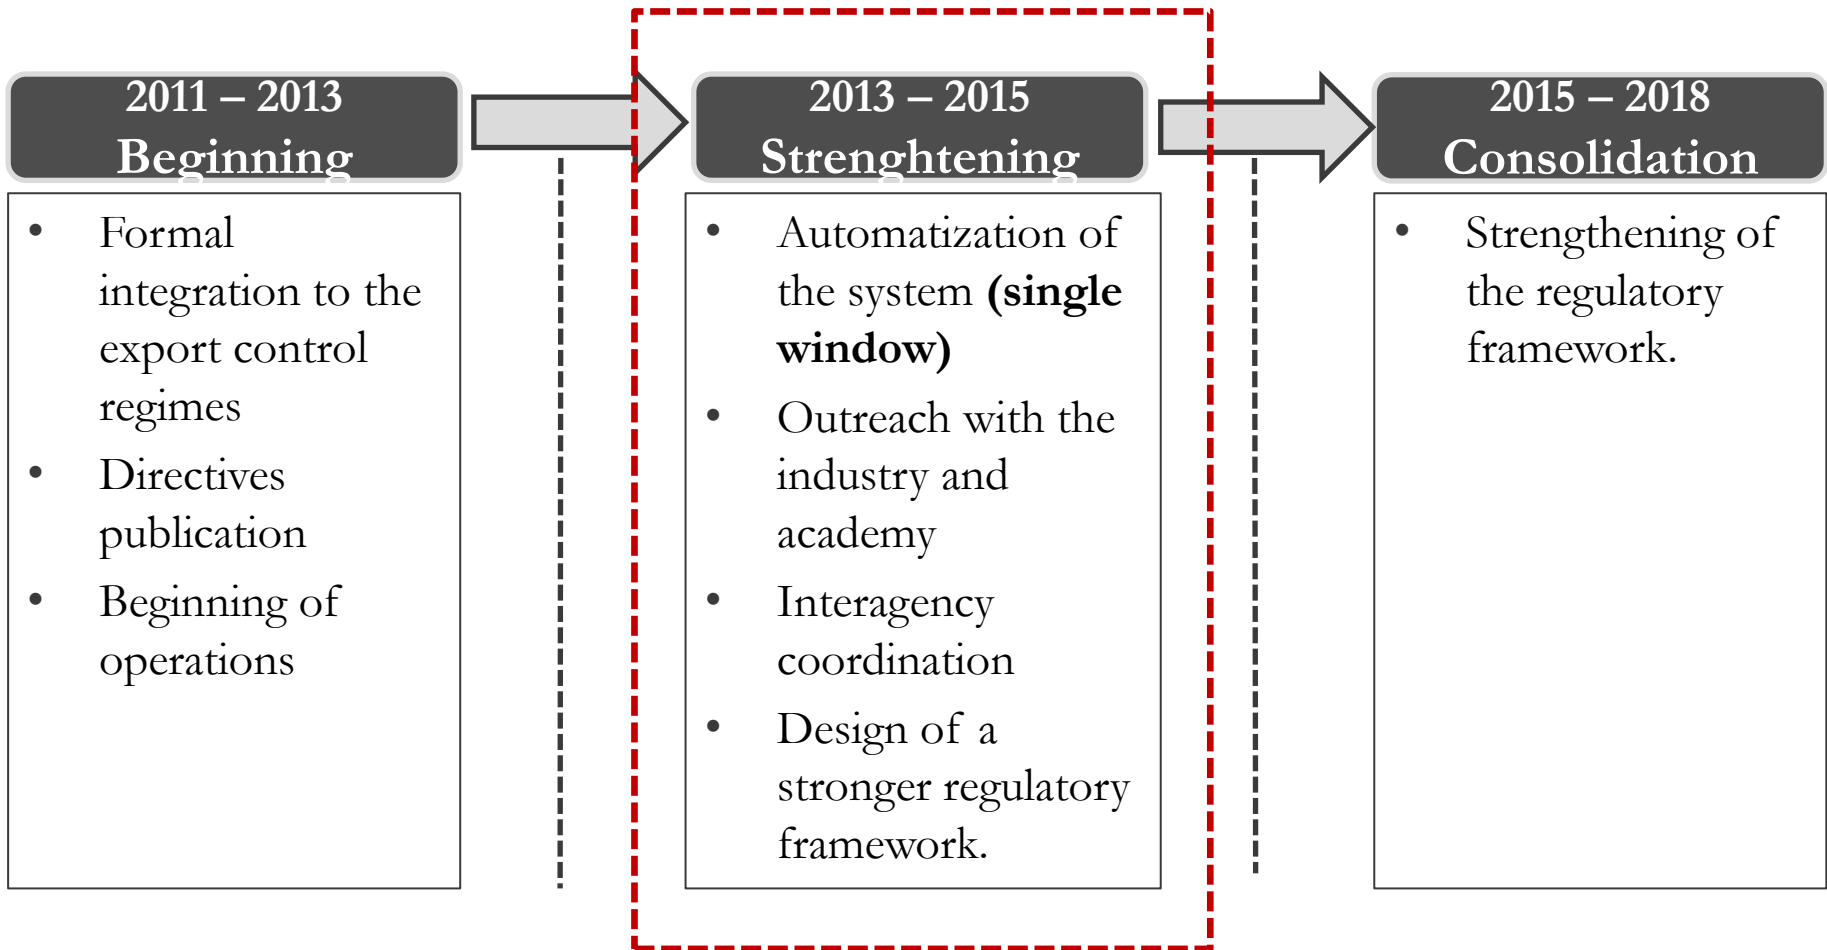 2011 – 2013
Beginning
• Formal
integration to the
export control
regimes
• Directives
publication
• Beginning of
operations
2013 – 2015
Strenghtening
• Automatization of
the system (single
window)
• Outreach with the
industry and
academy
• Interagency
coordination
• Design of a
stronger regulatory
framework.
2015 – 2018
Consolidation
• Strengthening of
the regulatory
framework.